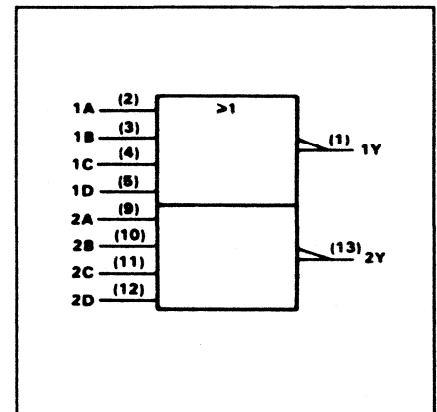 1A (2) ≥1
1B (3) (1) 1Y
1C (4)
1D (5)
2A (9)
2B (10) (13) 2Y
2C (11)
2D (12)